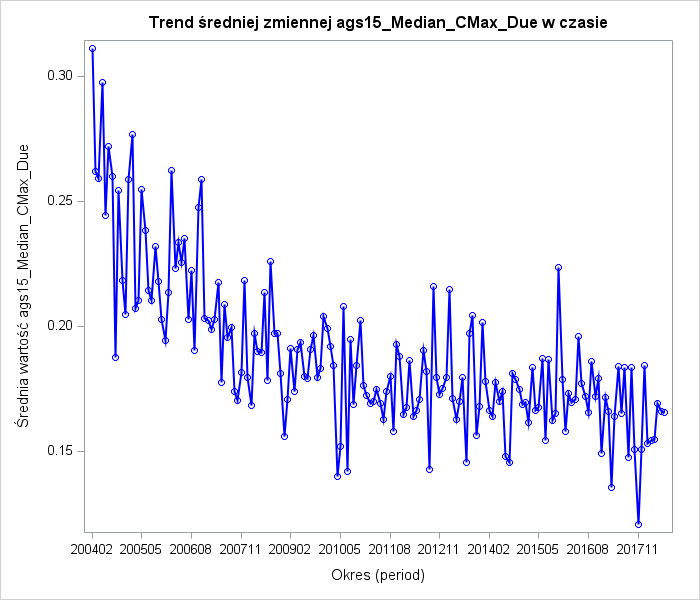 Trend średniej zmiennej ags15_Median_CMax_Due w czasie
Średnia wartość ags15_Median_CMax_Due
0.30
0.25
0.20
0.15
200402 200505 200608 200711 200902 201005 201108 201211 201402 201505 201608 201711
Okres (period)